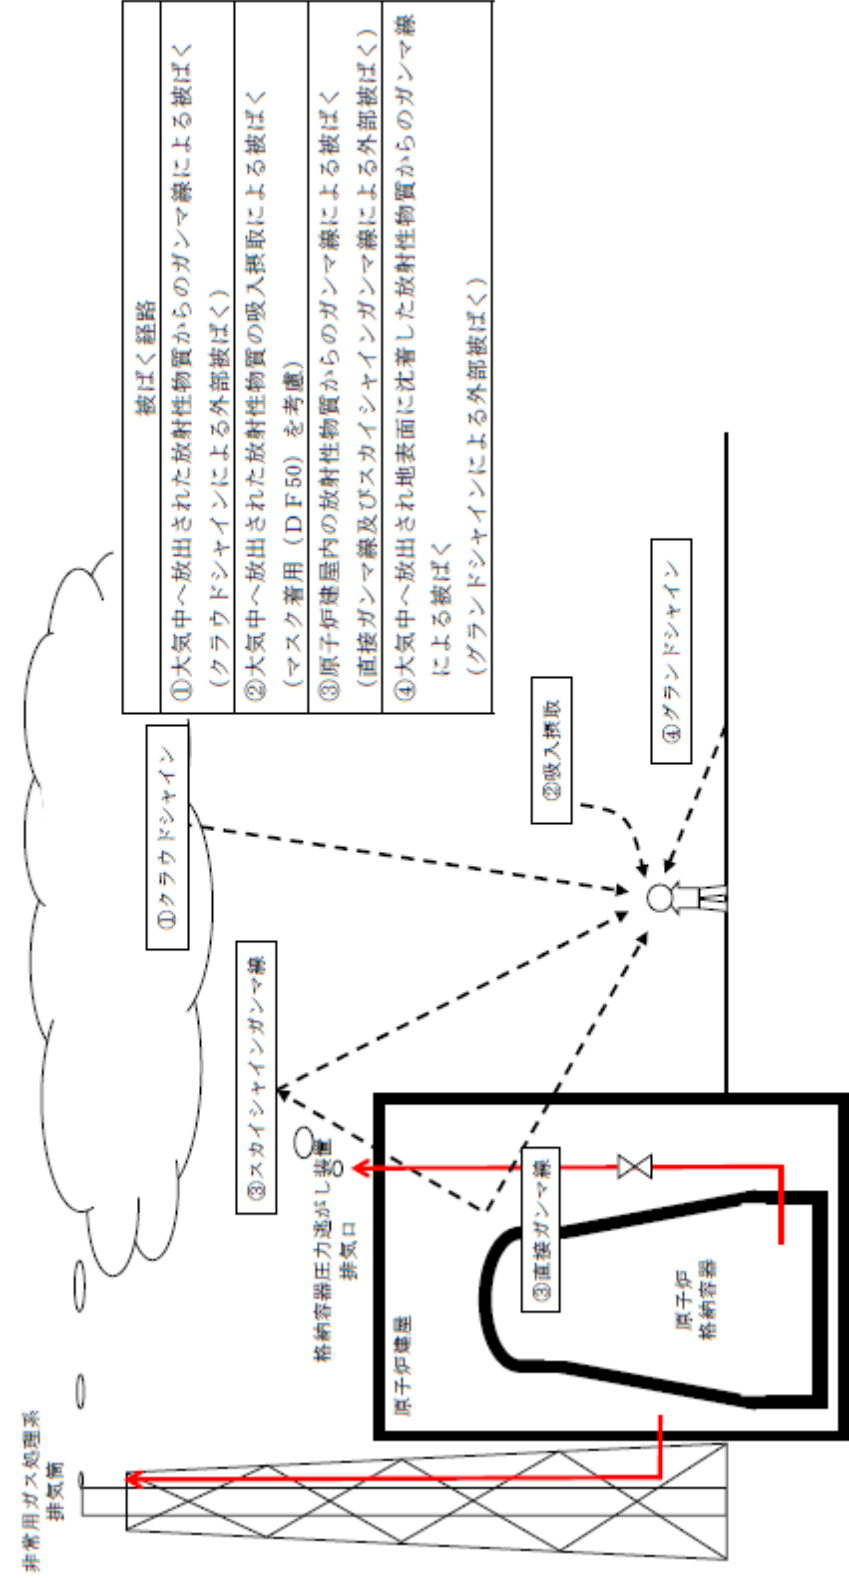 非常用ガス処理系
排気筒
①クラウドシャイン
③スカイシャインガンマ線
格納容器圧力逃がし装置
排気口
原子炉建屋
③直接ガンマ線
原子炉
格納容器
②吸入摂取
④グランドシャイン
被ばく経路
①大気中へ放出された放射性物質からのガンマ線による被ばく
(クラウドシャインによる外部被ばく)
②大気中へ放出された放射性物質の吸入摂取による被ばく
(マスク着用(DF50)を考慮)
③原子炉建屋内の放射性物質からのガンマ線による被ばく
(直接ガンマ線及びスカイシャインガンマ線による外部被ばく)
④大気中へ放出され地表面に沈着した放射性物質からのガンマ線
による被ばく
(グランドシャインによる外部被ばく)